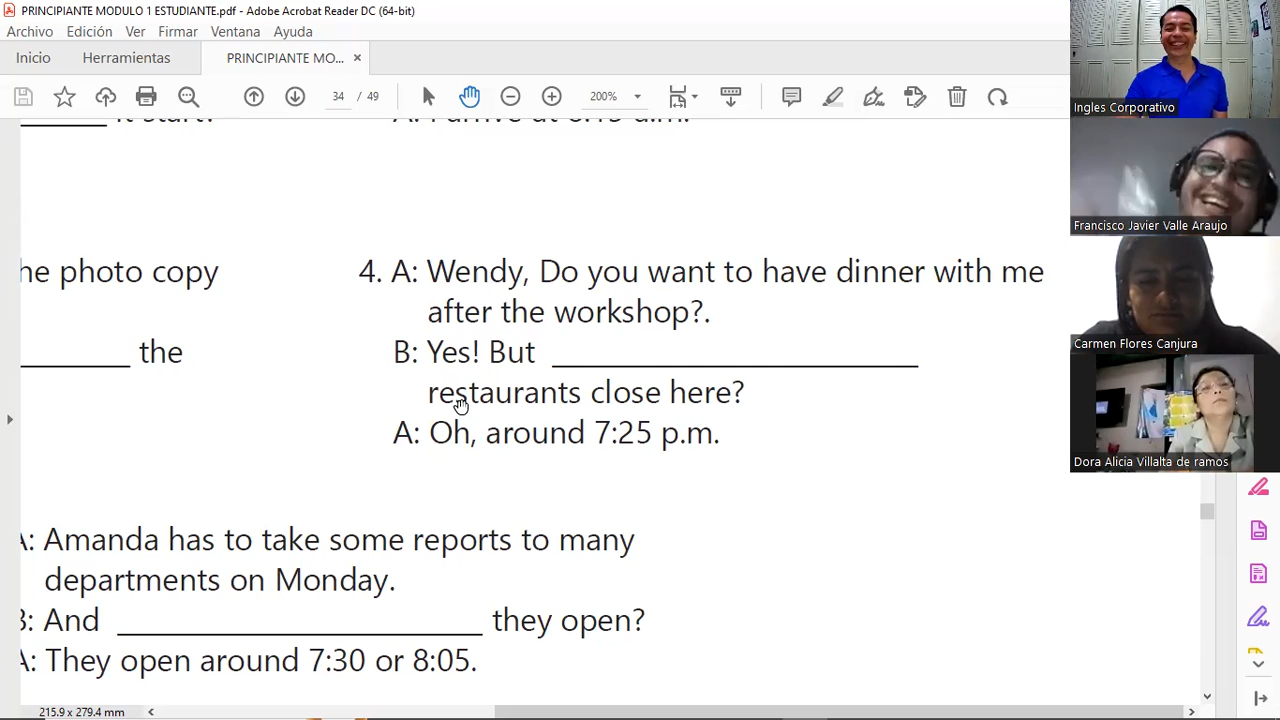 PRINCIPIANTE MODULO 1 ESTUDIANTE.pdf - Adobe Acrobat Reader DC (64-bit)
Archivo Edición Ver Firmar Ventana Ayuda
Inicio Herramientas PRINCIPIANTE MO... ×
34 / 49 200%
Ingles Corporativo
Francisco Javier Valle Araujo
Carmen Flores Canjura
Dora Alicia Villalta de ramos
he photo copy
________ the
4. A: Wendy, Do you want to have dinner with me
after the workshop?.
B: Yes! But ______________________
restaurants close here?
A: Oh, around 7:25 p.m.
A: Amanda has to take some reports to many
departments on Monday.
B: And ______________________ they open?
A: They open around 7:30 or 8:05.
215.9 x 279.4 mm